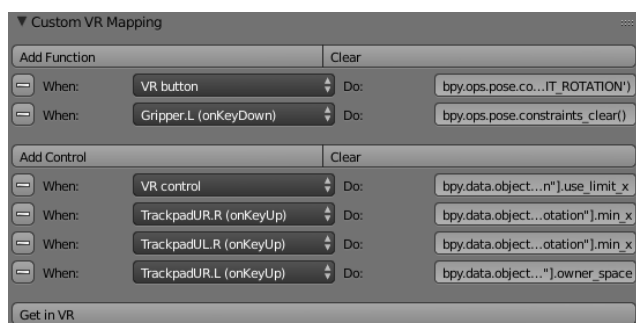 Custom VR Mapping
Add Function Clear
When: VR button Do: bpy.ops.pose.co...IT_ROTATION')
When: Gripper.L (onKeyDown) Do: bpy.ops.pose.constraints_clear()
Add Control Clear
When: VR control Do: bpy.data.object...n"].use_limit_x
When: TrackpadUR.R (onKeyUp) Do: bpy.data.object...otation"].min_x
When: TrackpadUL.R (onKeyUp) Do: bpy.data.object...otation"].min_x
When: TrackpadUR.L (onKeyUp) Do: bpy.data.object..."].owner_space
Get in VR